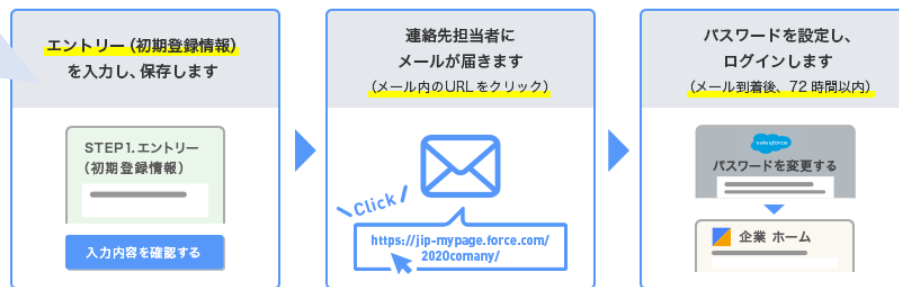 エントリー(初期登録情報)
を入力し、保存します
STEP1.エントリー
(初期登録情報)
入力内容を確認する
連絡先担当者に
メールが届きます
(メール内のURLをクリック)
Click
https://jip-mypage.force.com/
2020comany/
パスワードを設定し、
ログインします
(メール到着後、72時間以内)
salesforce
パスワードを変更する
企業 ホーム